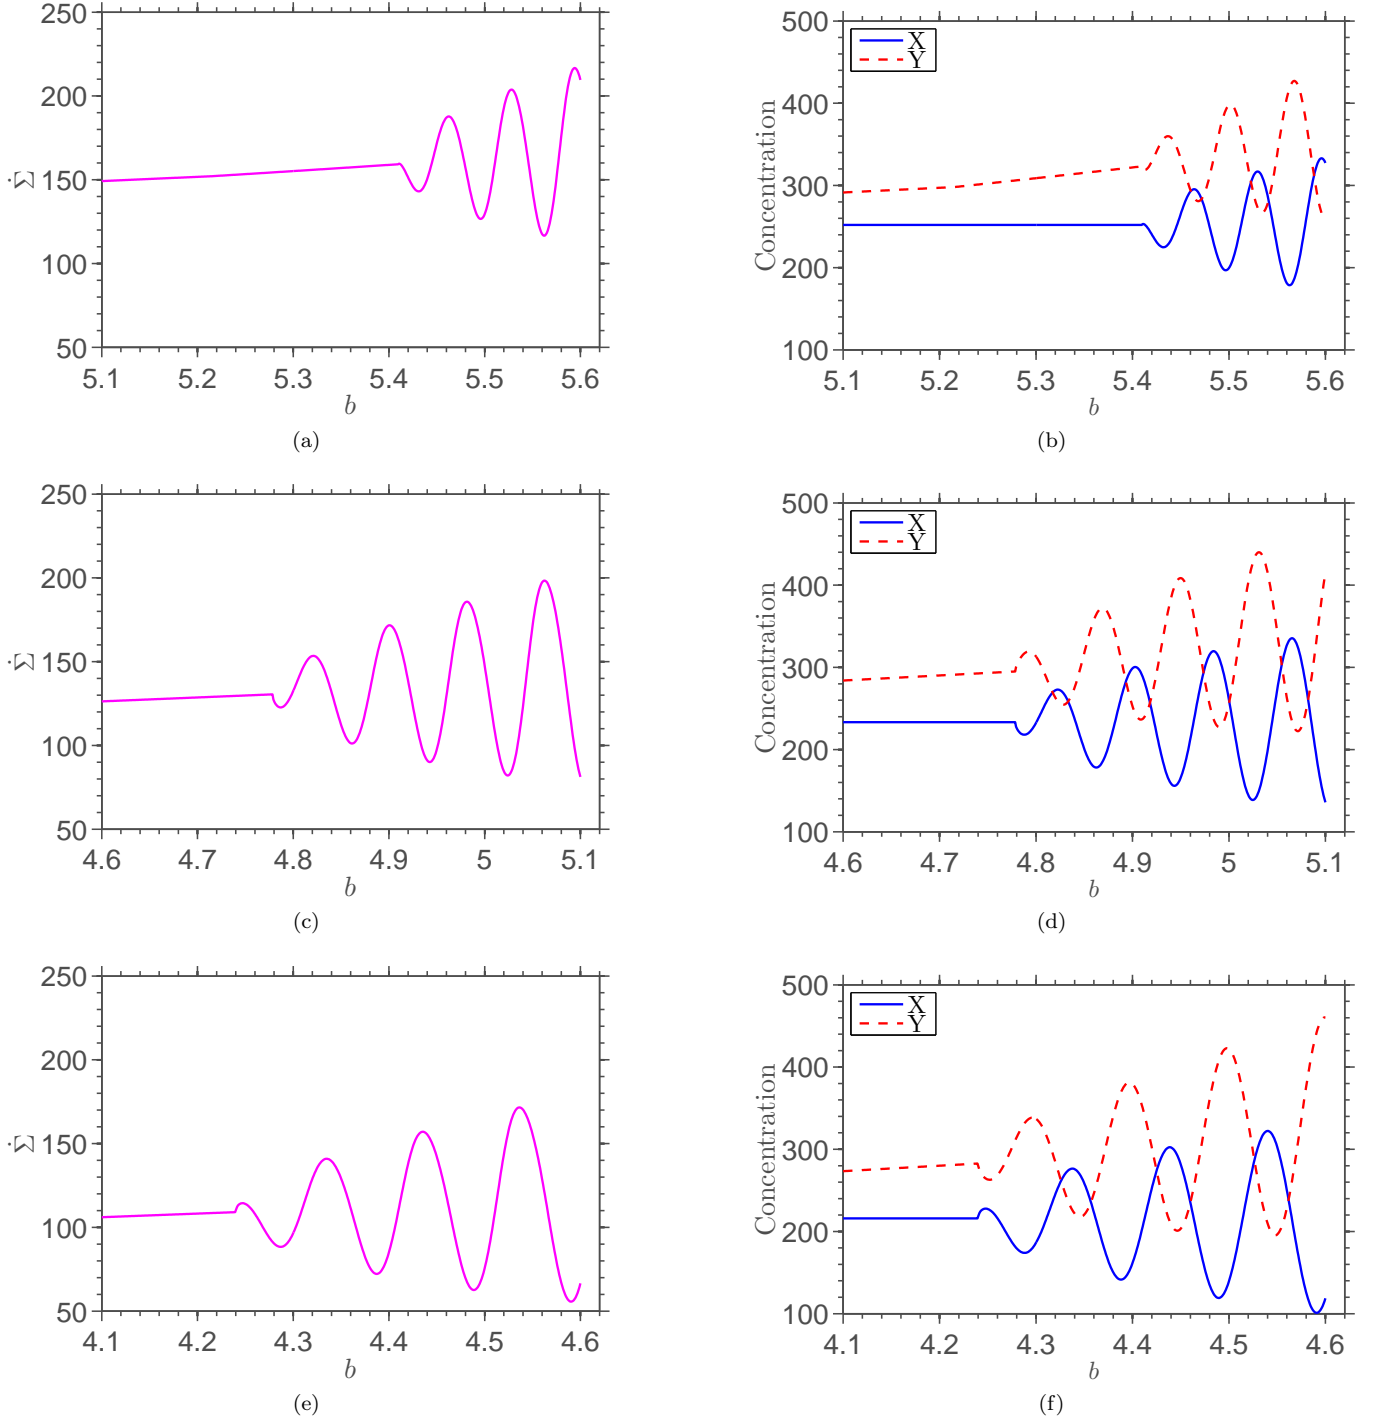 250
200
150
100
50
Σ̇
5.1 5.2 5.3 5.4 5.5 5.6
b
(a)
500
400
300
200
100
Concentration
X
Y
5.1 5.2 5.3 5.4 5.5 5.6
b
(b)
250
200
150
100
50
Σ̇
4.6 4.7 4.8 4.9 5 5.1
b
(c)
500
400
300
200
100
Concentration
X
Y
4.6 4.7 4.8 4.9 5 5.1
b
(d)
250
200
150
100
50
Σ̇
4.1 4.2 4.3 4.4 4.5 4.6
b
(e)
500
400
300
200
100
Concentration
X
Y
4.1 4.2 4.3 4.4 4.5 4.6
b
(f)